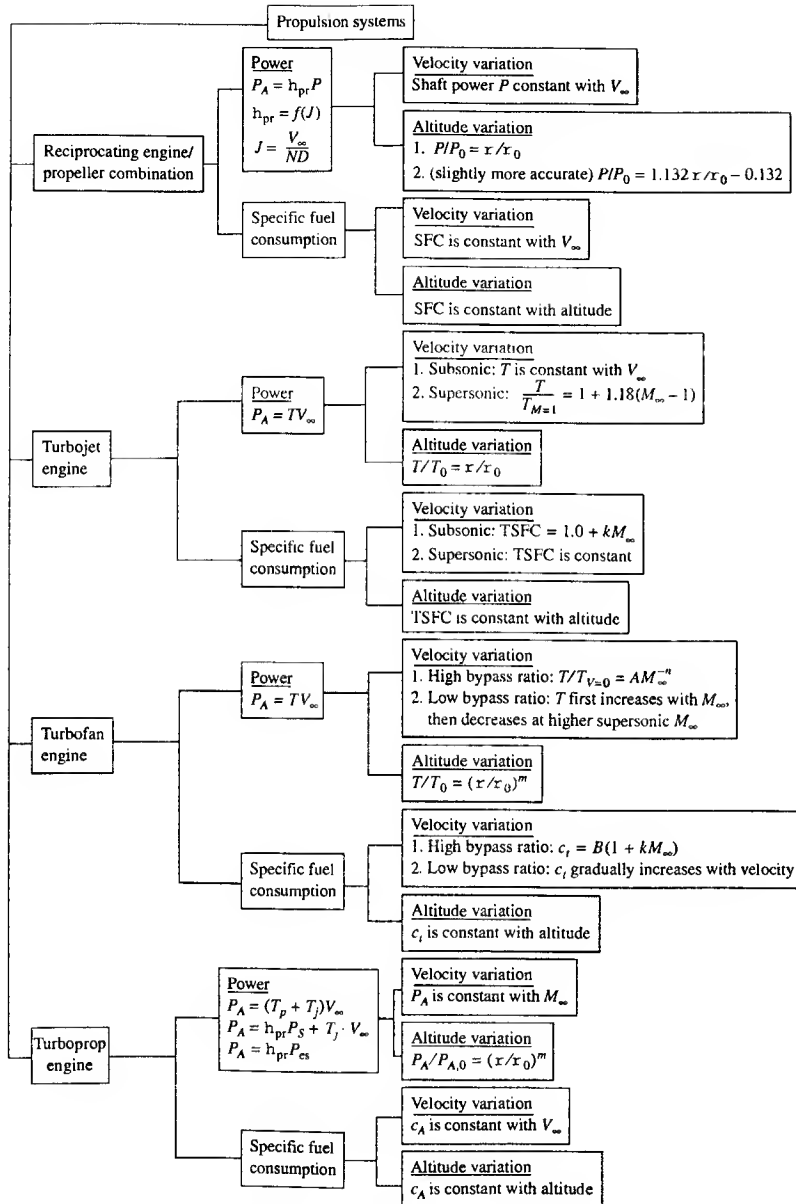 Propulsion systems
Reciprocating engine/
propeller combination
Power
P_A = h_pr P
h_pr = f(J)
J = V_∞/ND
Velocity variation
Shaft power P constant with V_∞
Altitude variation
1. P/P_0 = r/r_0
2. (slightly more accurate) P/P_0 = 1.132 r/r_0 − 0.132
Specific fuel
consumption
Velocity variation
SFC is constant with V_∞
Altitude variation
SFC is constant with altitude
Turbojet
engine
Power
P_A = TV_∞
Velocity variation
1. Subsonic: T is constant with V_∞
2. Supersonic: T/T_M=1 = 1 + 1.18(M_∞ − 1)
Altitude variation
T/T_0 = r/r_0
Specific fuel
consumption
Velocity variation
1. Subsonic: TSFC = 1.0 + kM_∞
2. Supersonic: TSFC is constant
Altitude variation
TSFC is constant with altitude
Turbofan
engine
Power
P_A = TV_∞
Velocity variation
1. High bypass ratio: T/T_V=0 = AM_∞^−n
2. Low bypass ratio: T first increases with M_∞,
then decreases at higher supersonic M_∞
Altitude variation
T/T_0 = (r/r_0)^m
Specific fuel
consumption
Velocity variation
1. High bypass ratio: c_t = B(1 + kM_∞)
2. Low bypass ratio: c_t gradually increases with velocity
Altitude variation
c_t is constant with altitude
Turboprop
engine
Power
P_A = (T_p + T_j)V_∞
P_A = h_pr P_S + T_j · V_∞
P_A = h_pr P_es
Velocity variation
P_A is constant with M_∞
Altitude variation
P_A/P_A,0 = (r/r_0)^m
Specific fuel
consumption
Velocity variation
c_A is constant with V_∞
Altitude variation
c_A is constant with altitude